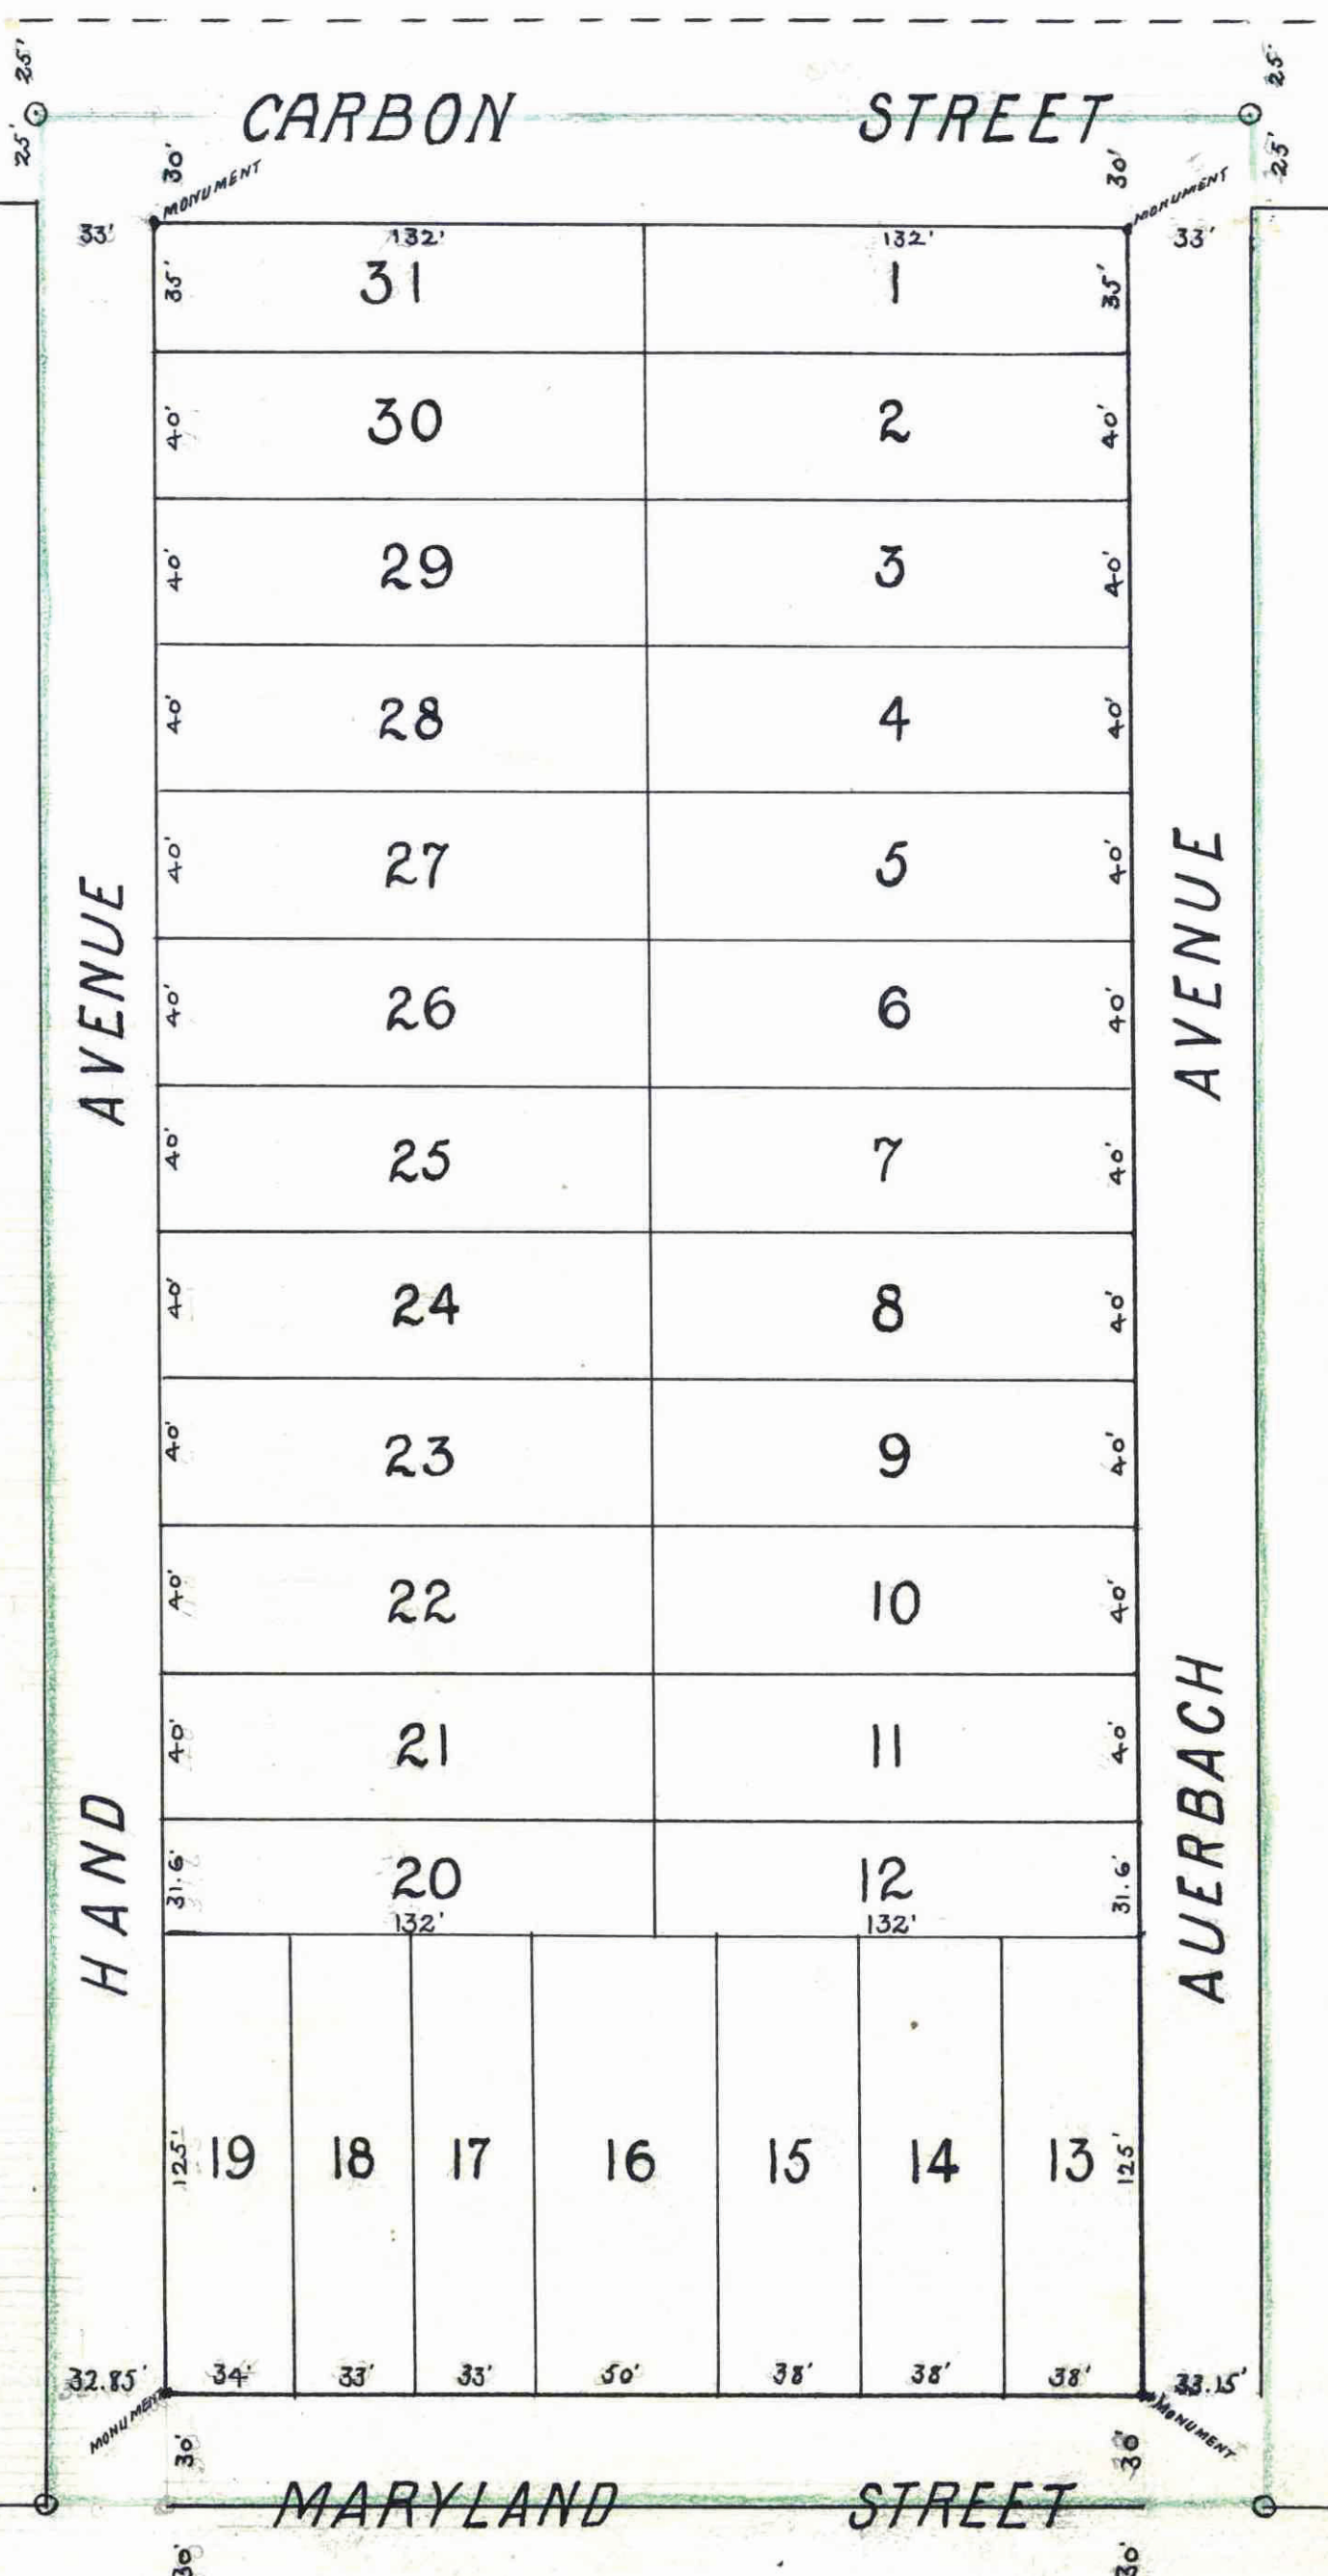 25' 25'
CARBON STREET
25' 25'
30' 30'
MONUMENT MONUMENT
33' 132' 132' 33'
35' 31 1 35'
40' 30 2 40'
40' 29 3 40'
40' 28 4 40'
40' 27 5 40'
AVENUE AVENUE
40' 26 6 40'
40' 25 7 40'
40' 24 8 40'
40' 23 9 40'
40' 22 10 40'
40' 21 11 40'
HAND AUERBACH
31.6' 20 12 31.6'
132' 132'
125' 19 18 17 16 15 14 13 125'
32.85' 34' 33' 33' 50' 38' 38' 38' 33.15'
MONUMENT MONUMENT
30' 30'
MARYLAND STREET
30' 30'